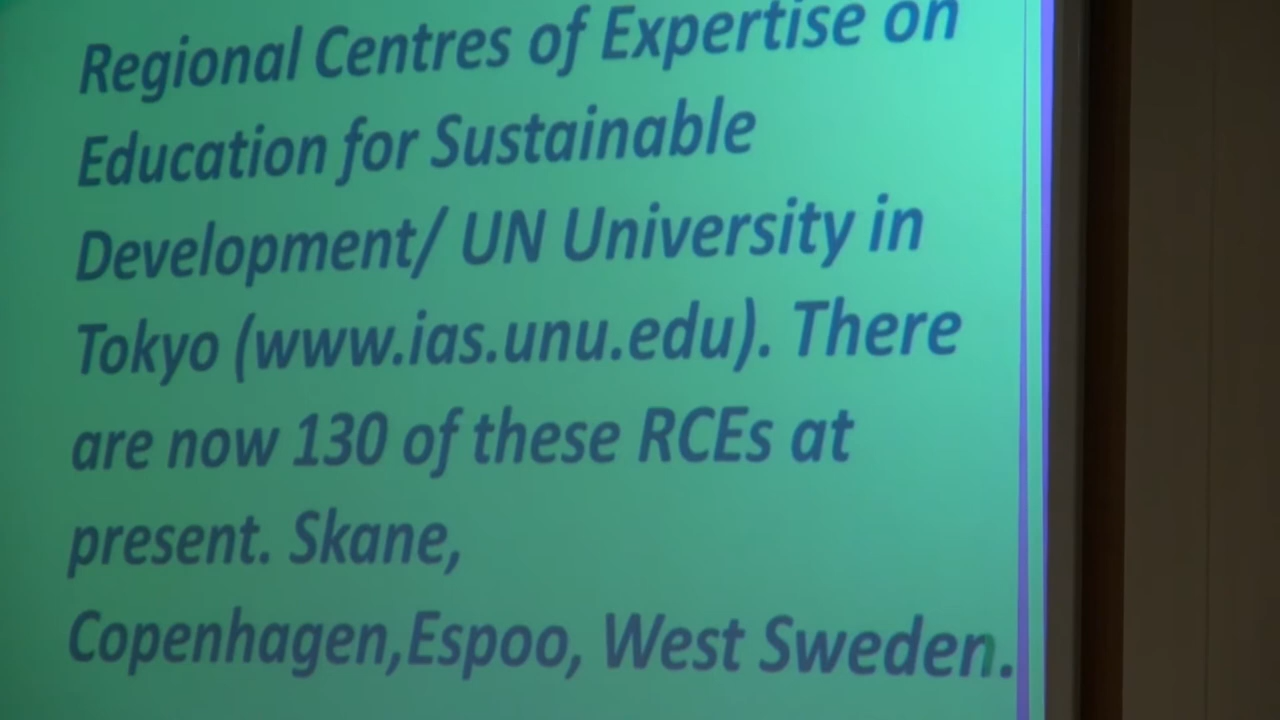 Regional Centres of Expertise on
Education for Sustainable
Development/ UN University in
Tokyo (www.ias.unu.edu). There
are now 130 of these RCEs at
present. Skane,
Copenhagen,Espoo, West Sweden.